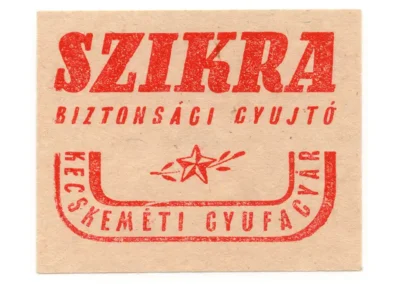 SZIKRA
BIZTONSÁGI GYUJTÓ
KECSKEMÉTI GYUFAGYÁR